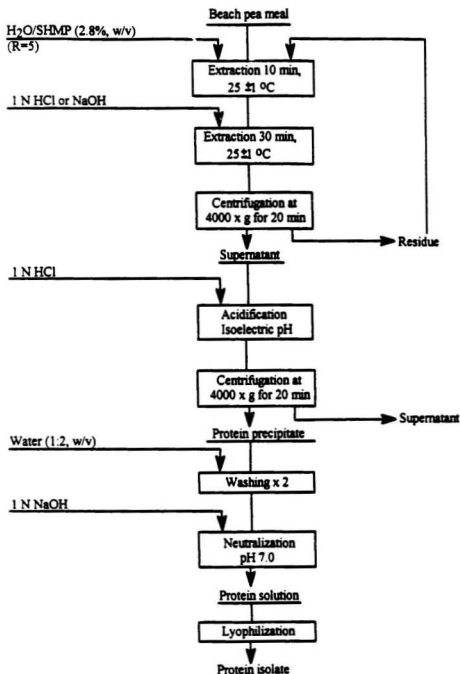 Beach pea meal
H2O/SHMP (2.8%, w/v)
(R=5)
Extraction 10 min,
25 ±1 °C
1 N HCl or NaOH
Extraction 30 min,
25±1 °C
Centrifugation at
4000 x g for 20 min
Residue
Supernatant
1 N HCl
Acidification
Isoelectric pH
Centrifugation at
4000 x g for 20 min
Supernatant
Protein precipitate
Water (1:2, w/v)
Washing x 2
1 N NaOH
Neutralization
pH 7.0
Protein solution
Lyophilization
Protein isolate